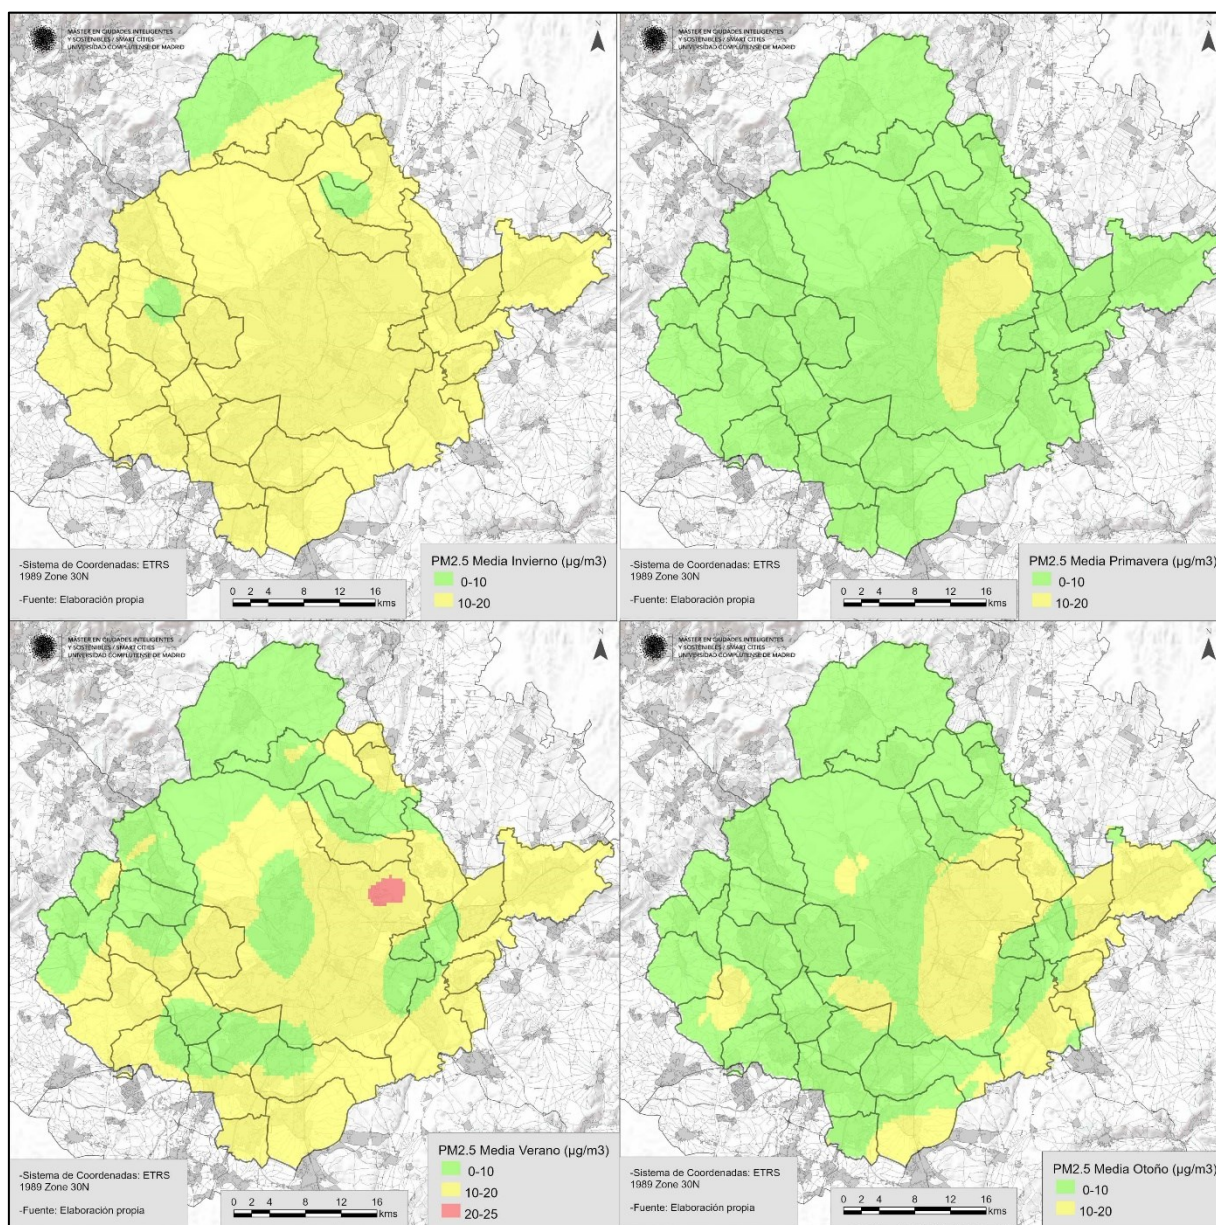 MÁSTER EN CIUDADES INTELIGENTES
Y SOSTENIBLES / SMART CITIES
UNIVERSIDAD COMPLUTENSE DE MADRID
N
-Sistema de Coordenadas: ETRS
1989 Zone 30N
-Fuente: Elaboración propia
0 2 4 8 12 16
kms
PM2.5 Media Invierno (µg/m3)
0-10
10-20
MÁSTER EN CIUDADES INTELIGENTES
Y SOSTENIBLES / SMART CITIES
UNIVERSIDAD COMPLUTENSE DE MADRID
N
-Sistema de Coordenadas: ETRS
1989 Zone 30N
-Fuente: Elaboración propia
0 2 4 8 12 16
kms
PM2.5 Media Primavera (µg/m3)
0-10
10-20
MÁSTER EN CIUDADES INTELIGENTES
Y SOSTENIBLES / SMART CITIES
UNIVERSIDAD COMPLUTENSE DE MADRID
N
-Sistema de Coordenadas: ETRS
1989 Zone 30N
-Fuente: Elaboración propia
0 2 4 8 12 16
kms
PM2.5 Media Verano (µg/m3)
0-10
10-20
20-25
MÁSTER EN CIUDADES INTELIGENTES
Y SOSTENIBLES / SMART CITIES
UNIVERSIDAD COMPLUTENSE DE MADRID
N
-Sistema de Coordenadas: ETRS
1989 Zone 30N
-Fuente: Elaboración propia
0 2 4 8 12 16
kms
PM2.5 Media Otoño (µg/m3)
0-10
10-20